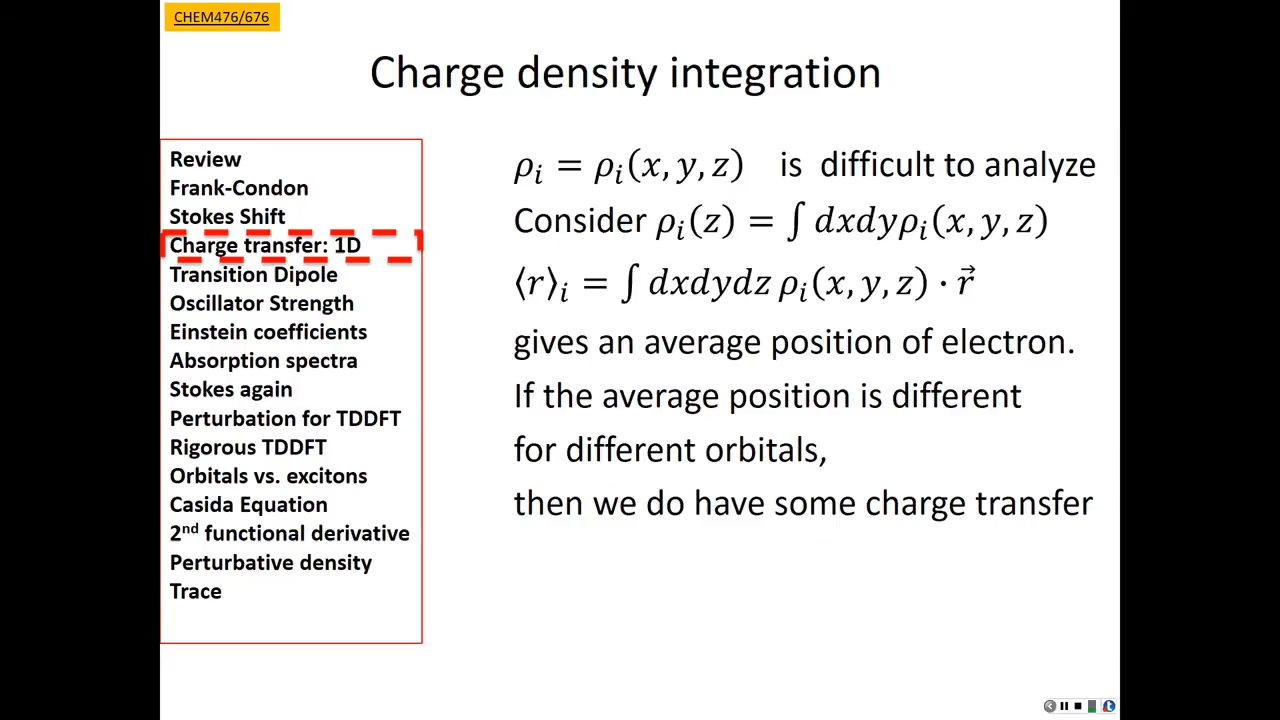 CHEM476/676
Charge density integration
Review
Frank-Condon
Stokes Shift
Charge transfer: 1D
Transition Dipole
Oscillator Strength
Einstein coefficients
Absorption spectra
Stokes again
Perturbation for TDDFT
Rigorous TDDFT
Orbitals vs. excitons
Casida Equation
2nd functional derivative
Perturbative density
Trace
ρᵢ = ρᵢ(x, y, z) is difficult to analyze
Consider ρᵢ(z) = ∫ dxdyρᵢ(x, y, z)
⟨r⟩ᵢ = ∫ dxdydz ρᵢ(x, y, z) · r⃗
gives an average position of electron.
If the average position is different
for different orbitals,
then we do have some charge transfer